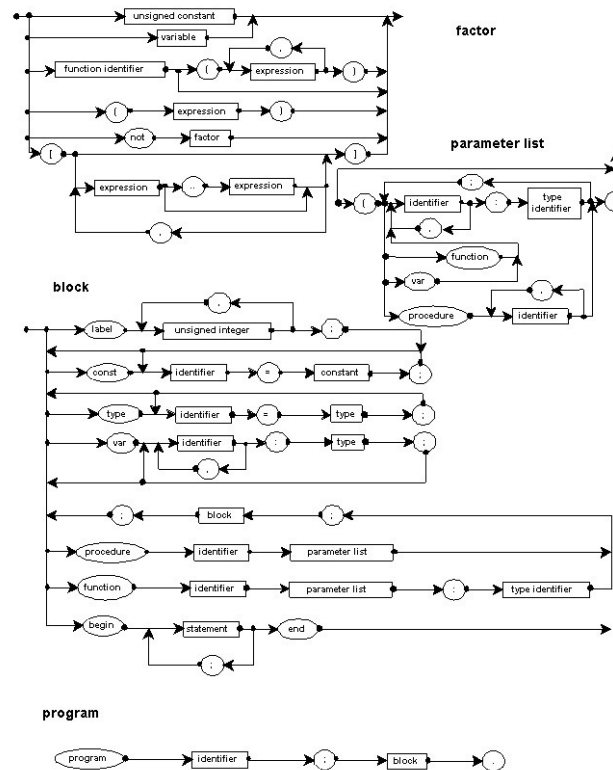 unsigned constant
variable
factor
,
function identifier ( expression )
( expression )
not factor
[ ]
parameter list
expression .. expression
;
( identifier : type identifier )
,
,
function
block
var
,
procedure identifier
,
label unsigned integer ;
const identifier = constant ;
type identifier = type ;
var identifier : type ;
,
; block ;
procedure identifier parameter list
function identifier parameter list : type identifier
begin statement end
;
program
program identifier ; block .